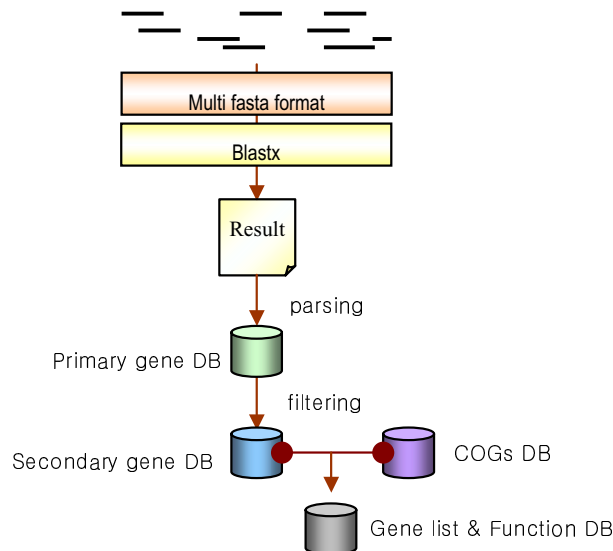 Multi fasta format
Blastx
Result
parsing
Primary gene DB
filtering
Secondary gene DB
COGs DB
Gene list & Function DB